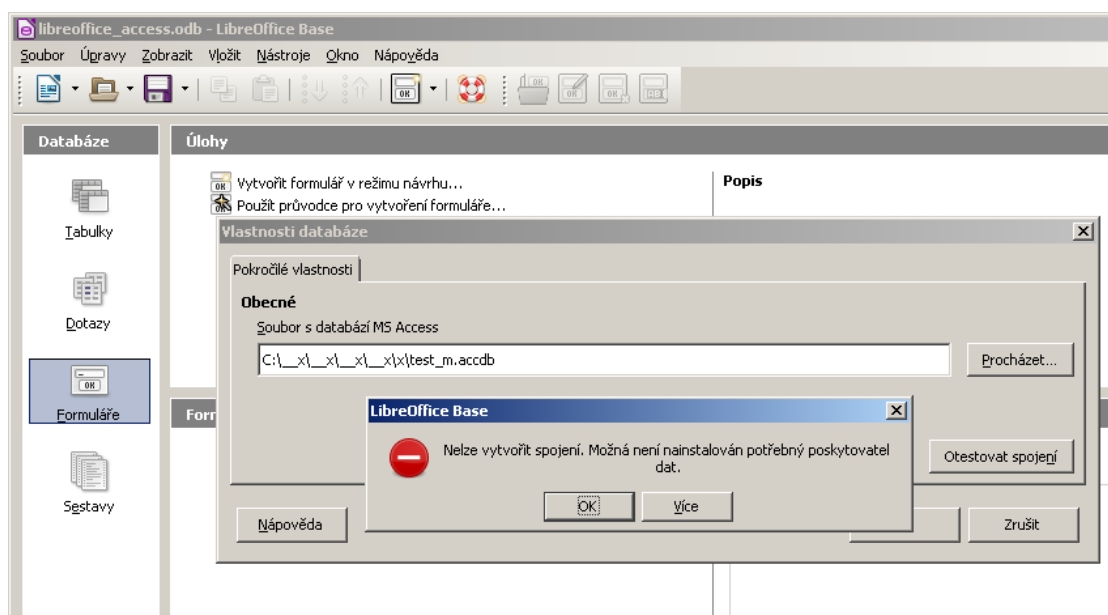 libreoffice_access.odb - LibreOffice Base
Soubor Úpravy Zobrazit Vložit Nástroje Okno Nápověda
Databáze
Úlohy
Vytvořit formulář v režimu návrhu...
Použít průvodce pro vytvoření formuláře...
Popis
Tabulky
Dotazy
Formuláře
Sestavy
Form
Vlastnosti databáze
Pokročilé vlastnosti
Obecné
Soubor s databází MS Access
C:\__x\__x\__x\__x\x\test_m.accdb
Procházet...
LibreOffice Base
Nelze vytvořit spojení. Možná není nainstalován potřebný poskytovatel
dat.
OK
Více
Otestovat spojení
Nápověda
Zrušit